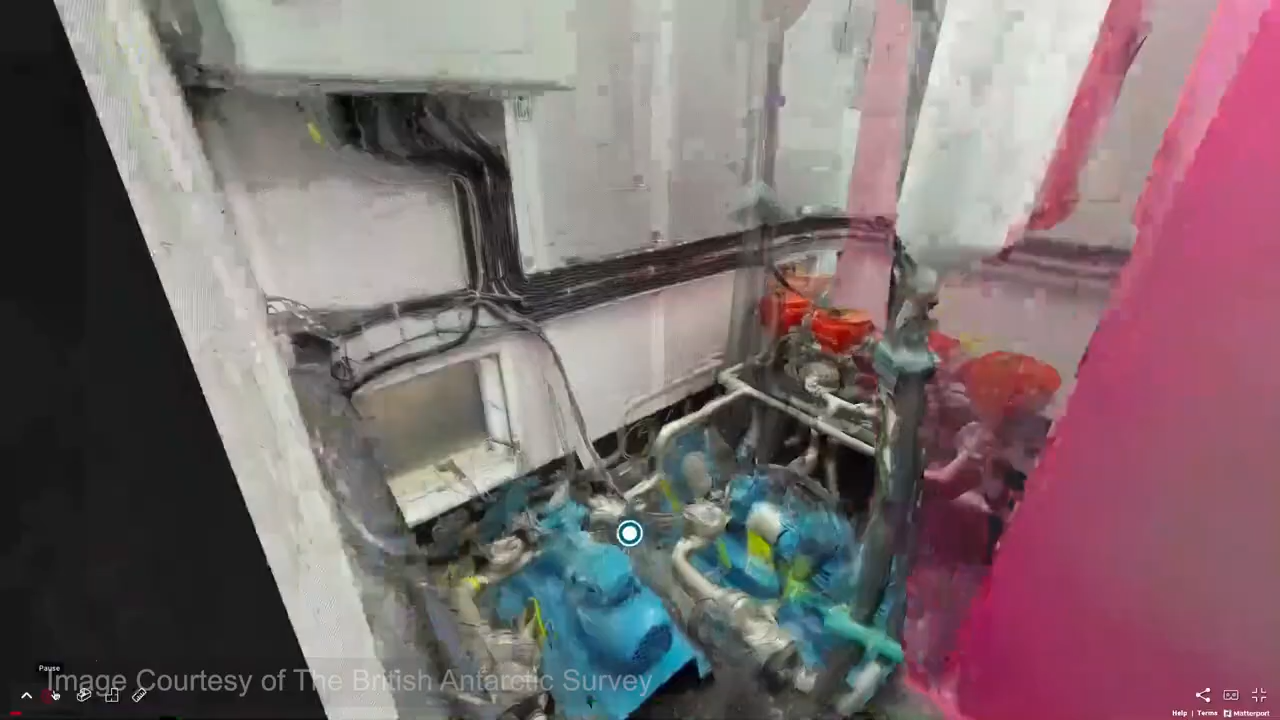 Pause
Image Courtesy of The British Antarctic Survey
Help | Terms Matterport